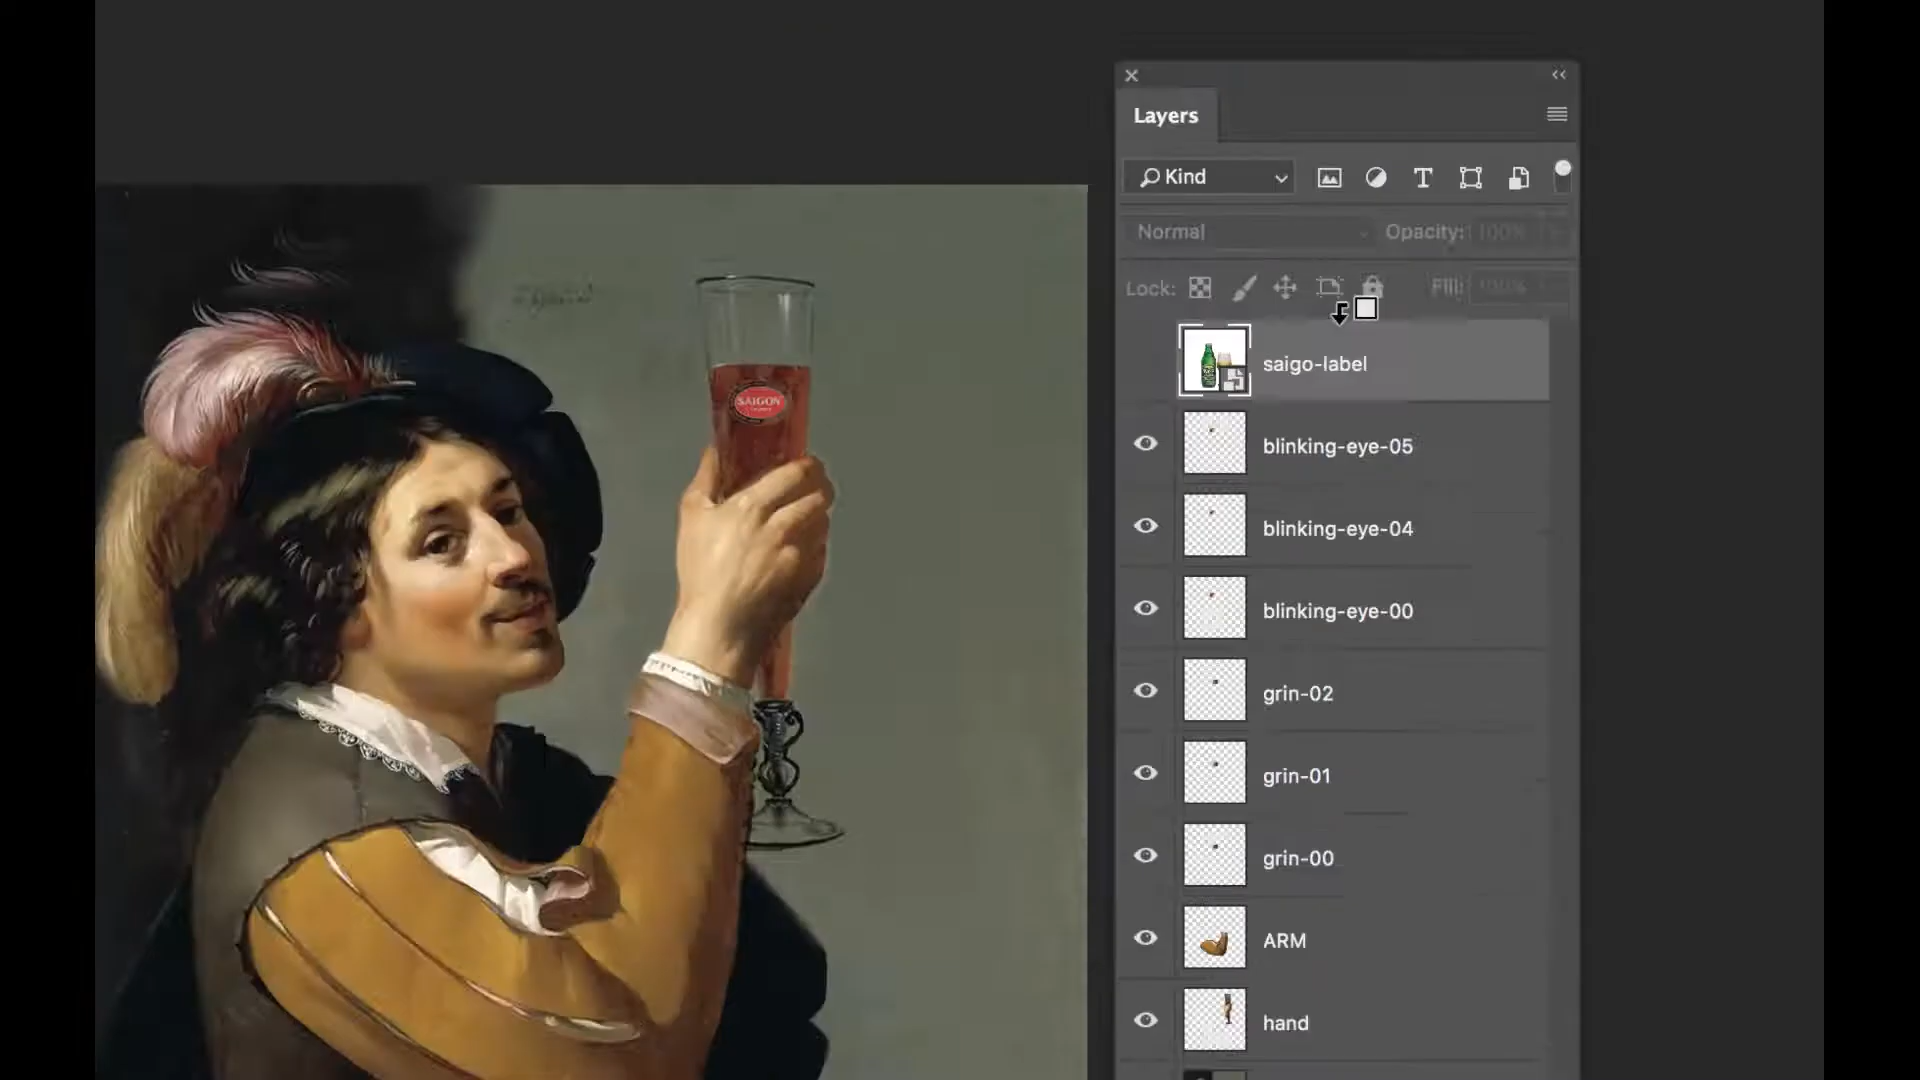 Layers
Kind
Normal
Opacity: 100%
Lock:
Fill: 100%
saigo-label
SAIGON
blinking-eye-05
blinking-eye-04
blinking-eye-00
grin-02
grin-01
grin-00
ARM
hand